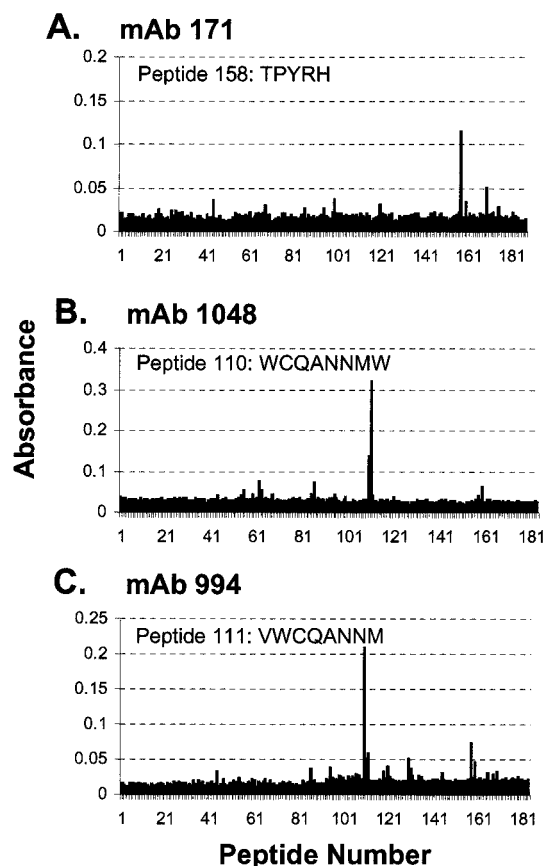 A. mAb 171
0.2
Peptide 158: TPYRH
0.15
0.1
0.05
0
1 21 41 61 81 101 121 141 161 181
B. mAb 1048
0.4
Peptide 110: WCQANNMW
0.3
0.2
0.1
0
1 21 41 61 81 101 121 141 161 181
C. mAb 994
0.25
Peptide 111: VWCQANNM
0.2
0.15
0.1
0.05
0
1 21 41 61 81 101 121 141 161 181
Absorbance
Peptide Number